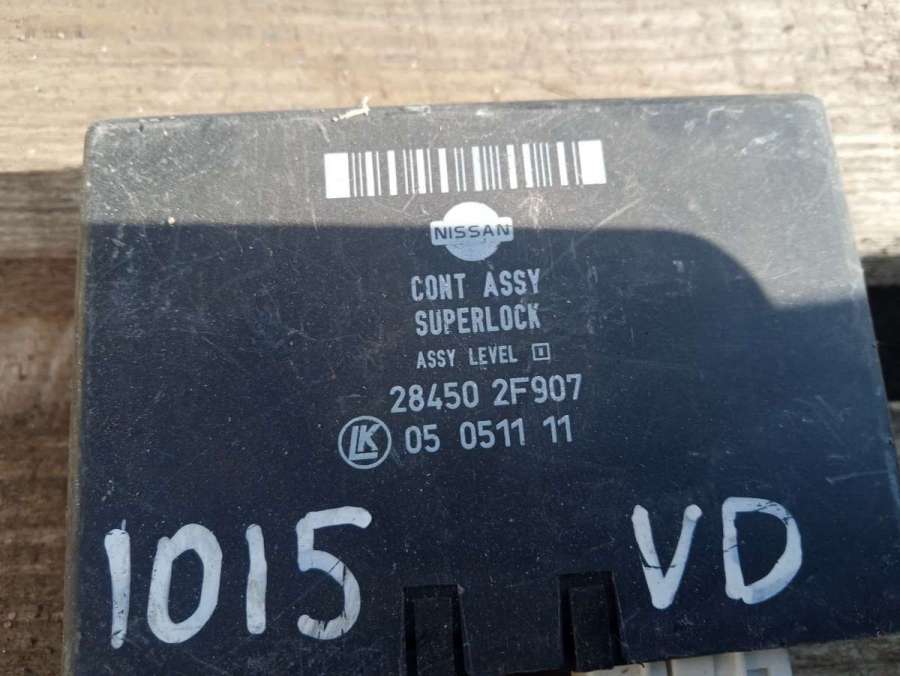 NISSAN
CONT ASSY
SUPERLOCK
ASSY LEVEL
28450 2F907
LK 05 0511 11
1015 VD